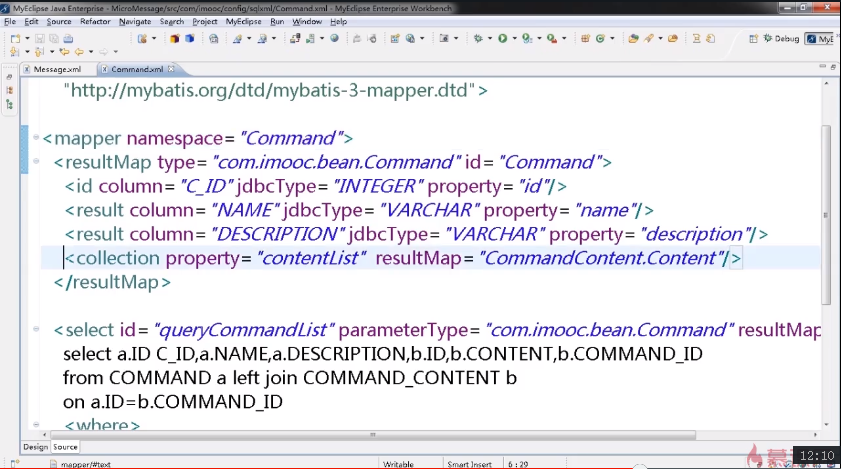 MyEclipse Java Enterprise - MicroMessage/src/com/imooc/config/sqlxml/Command.xml - MyEclipse Enterprise Workbench
File Edit Source Refactor Navigate Search Project MyEclipse Run Window Help
Debug MyE
Message.xml Command.xml
"http://mybatis.org/dtd/mybatis-3-mapper.dtd">
<mapper namespace="Command">
<resultMap type="com.imooc.bean.Command" id="Command">
<id column="C_ID" jdbcType="INTEGER" property="id"/>
<result column="NAME" jdbcType="VARCHAR" property="name"/>
<result column="DESCRIPTION" jdbcType="VARCHAR" property="description"/>
<collection property="contentList" resultMap="CommandContent.Content"/>
</resultMap>
<select id="queryCommandList" parameterType="com.imooc.bean.Command" resultMap
select a.ID C_ID,a.NAME,a.DESCRIPTION,b.ID,b.CONTENT,b.COMMAND_ID
from COMMAND a left join COMMAND_CONTENT b
on a.ID=b.COMMAND_ID
<where>
Design Source
mapper/#text Writable Smart Insert 6 : 29
12:10